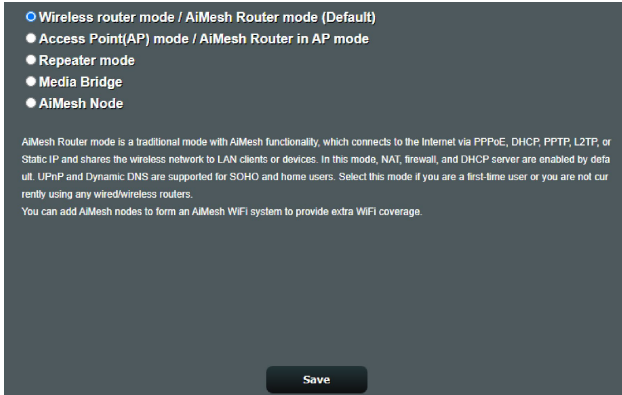 Wireless router mode / AiMesh Router mode (Default)
Access Point(AP) mode / AiMesh Router in AP mode
Repeater mode
Media Bridge
AiMesh Node
AiMesh Router mode is a traditional mode with AiMesh functionality, which connects to the Internet via PPPoE, DHCP, PPTP, L2TP, or
Static IP and shares the wireless network to LAN clients or devices. In this mode, NAT, firewall, and DHCP server are enabled by defa
ult. UPnP and Dynamic DNS are supported for SOHO and home users. Select this mode if you are a first-time user or you are not cur
rently using any wired/wireless routers.
You can add AiMesh nodes to form an AiMesh WiFi system to provide extra WiFi coverage.
Save